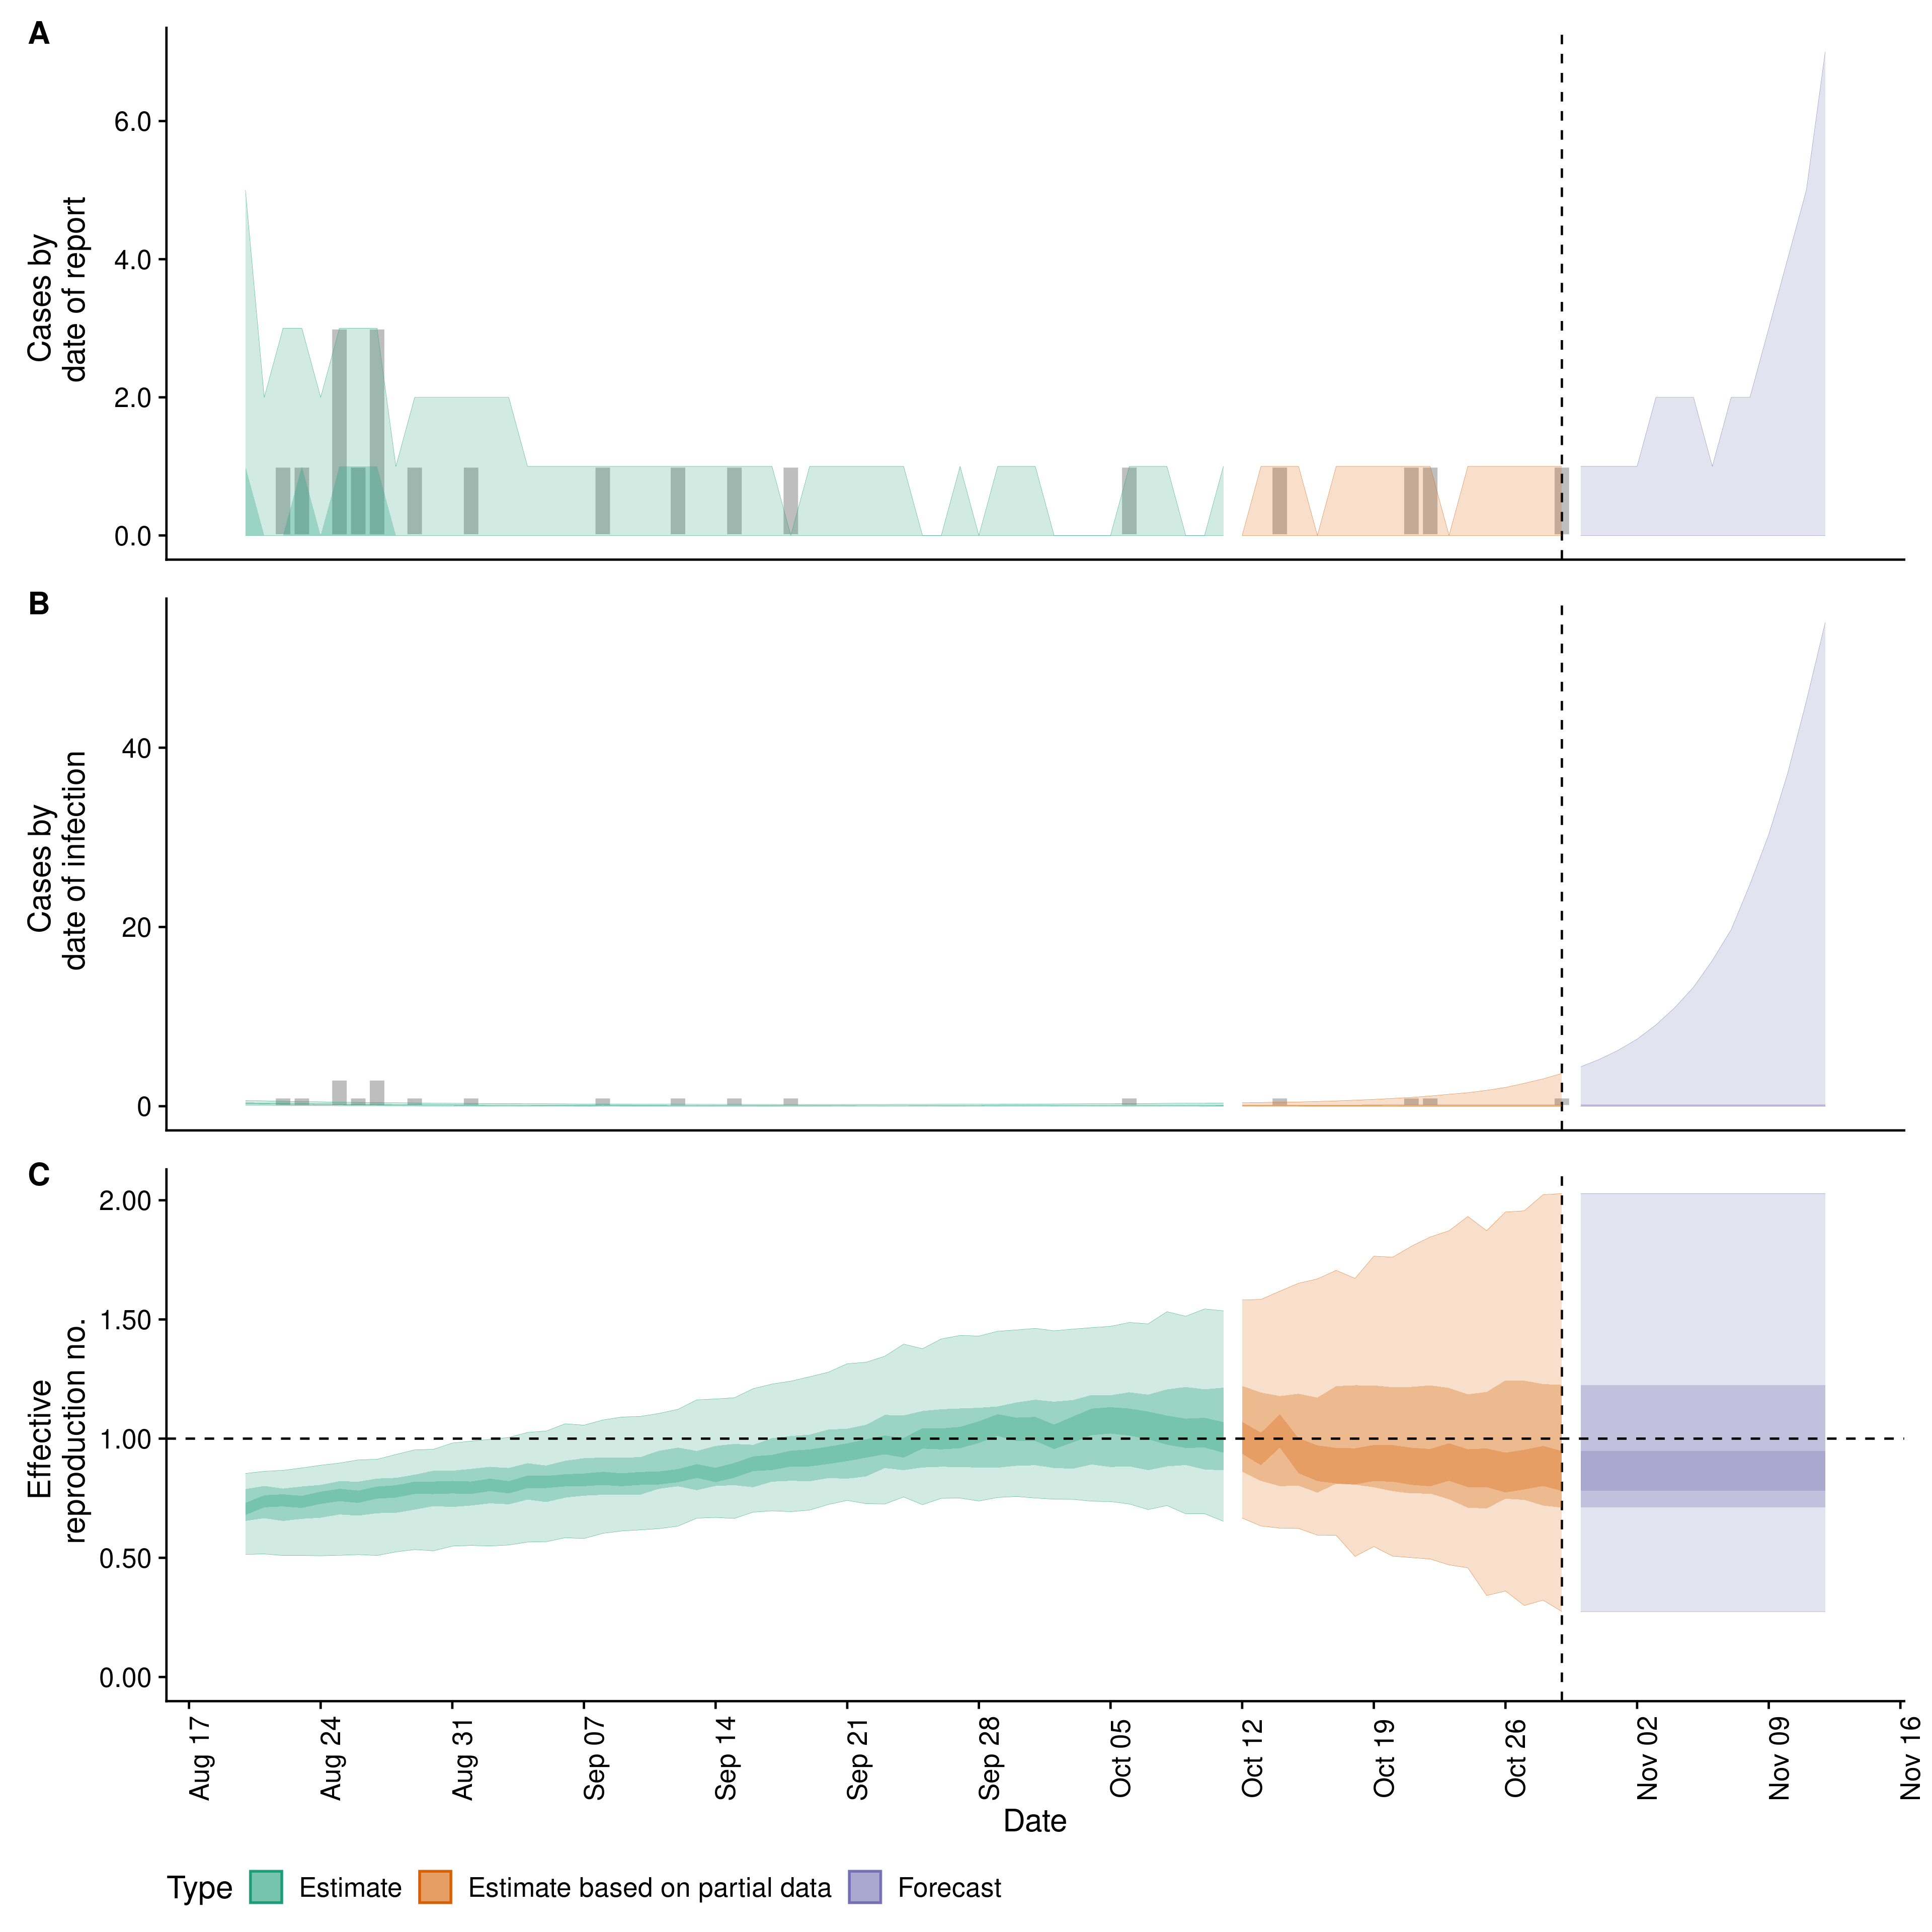 A
Cases by
date of report
6.0
4.0
2.0
0.0
B
Cases by
date of infection
40
20
0
C
Effective
reproduction no.
2.00
1.50
1.00
0.50
0.00
Aug 17
Aug 24
Aug 31
Sep 07
Sep 14
Sep 21
Sep 28
Oct 05
Oct 12
Oct 19
Oct 26
Nov 02
Nov 09
Nov 16
Date
Type Estimate Estimate based on partial data Forecast